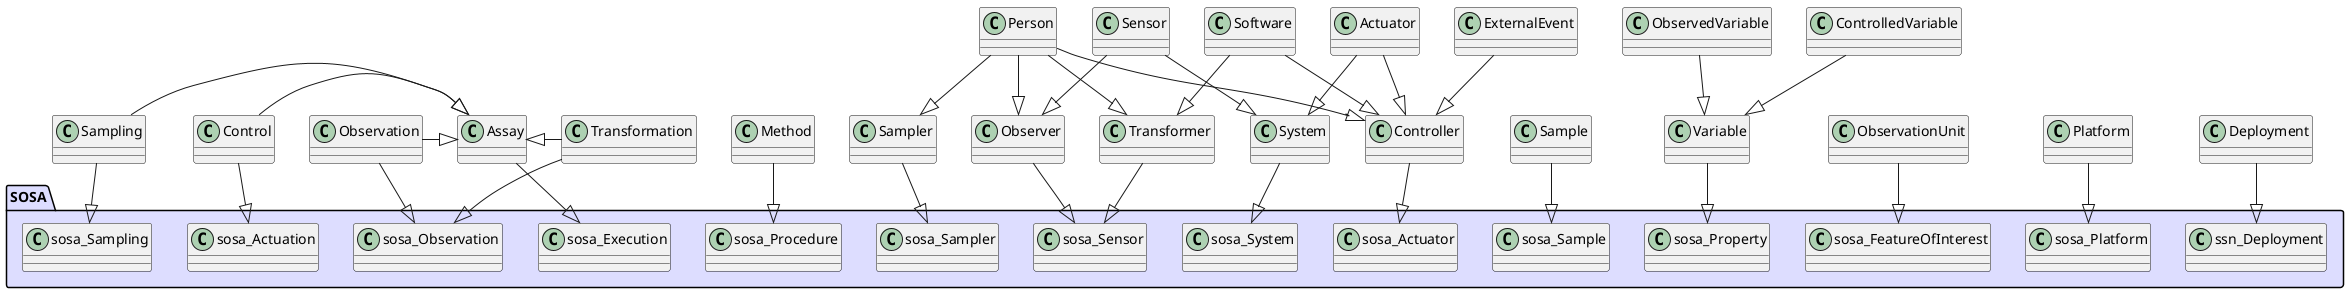 C Person
C Sensor
C Software
C Actuator
C ExternalEvent
C ObservedVariable
C ControlledVariable
C Sampling
C Control
C Observation
C Assay
C Transformation
C Method
C Sampler
C Observer
C Transformer
C System
C Controller
C Sample
C Variable
C ObservationUnit
C Platform
C Deployment
SOSA
C sosa_Sampling
C sosa_Actuation
C sosa_Observation
C sosa_Execution
C sosa_Procedure
C sosa_Sampler
C sosa_Sensor
C sosa_System
C sosa_Actuator
C sosa_Sample
C sosa_Property
C sosa_FeatureOfInterest
C sosa_Platform
C ssn_Deployment